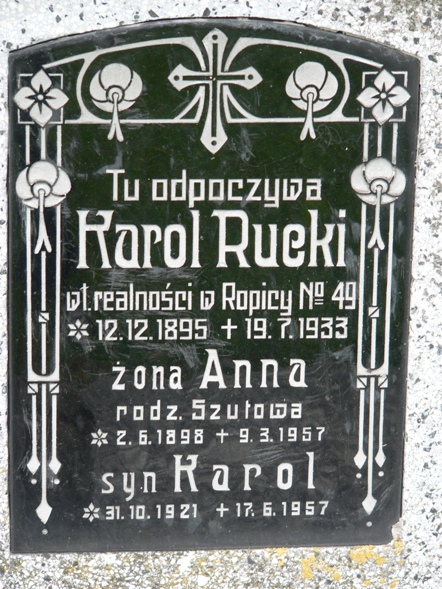 Tu odpoczywa
Karol Rucki
wł. realności w Ropicy No 49
* 12.12.1895 + 19.7.1933
żona Anna
rodz. Szutowa
* 2.6.1898 + 9.3.1957
syn Karol
* 31.10.1921 + 17.6.1957